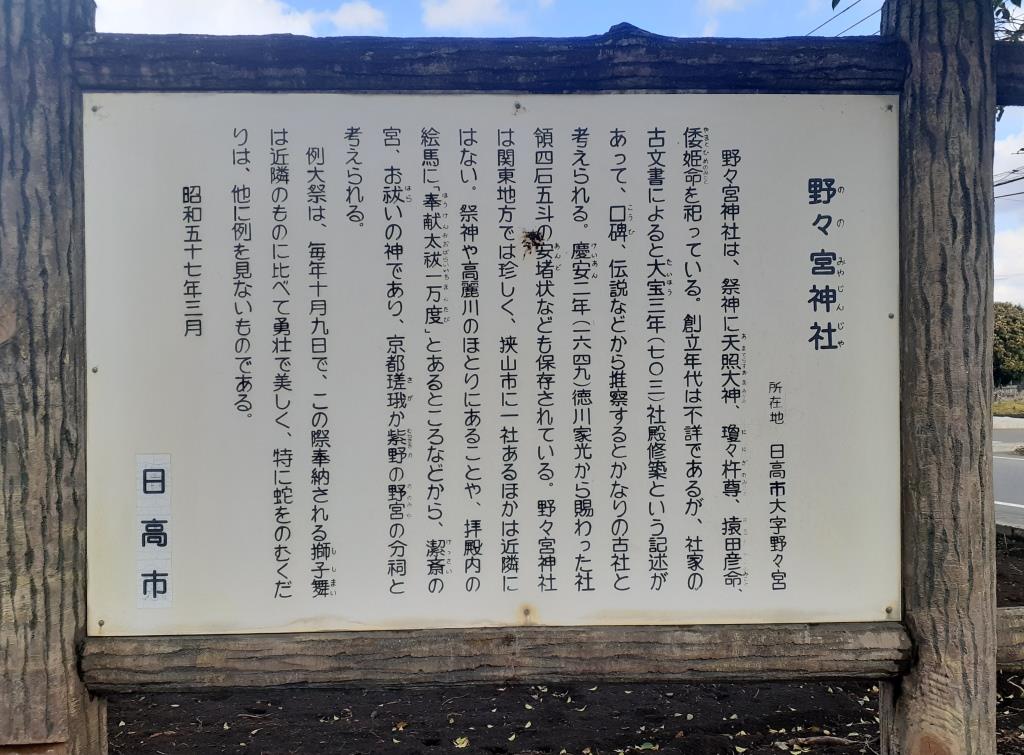 野々宮神社
所在地 日高市大字野々宮
野々宮神社は、祭神に天照大神、瓊々杵尊、猿田彦命、
倭姫命を祀っている。創立年代は不詳であるが、社家の
古文書によると大宝三年(七〇三)社殿修築という記述が
あって、口碑、伝説などから推察するとかなりの古社と
考えられる。慶安二年(一六四九)徳川家光から賜わった社
領四石五斗の安堵状なども保存されている。野々宮神社
は関東地方では珍しく、挾山市に一社あるほかは近隣に
はない。祭神や高麗川のほとりにあることや、拝殿内の
絵馬に「奉献太祓一万度」とあるところなどから、潔斎の
宮、お祓いの神であり、京都瑳珴か紫野の野宮の分祠と
考えられる。
例大祭は、毎年十月九日で、この際奉納される獅子舞
は近隣のものに比べて勇壮で美しく、特に蛇をのむくだ
りは、他に例を見ないものである。
昭和五十七年三月
日高市